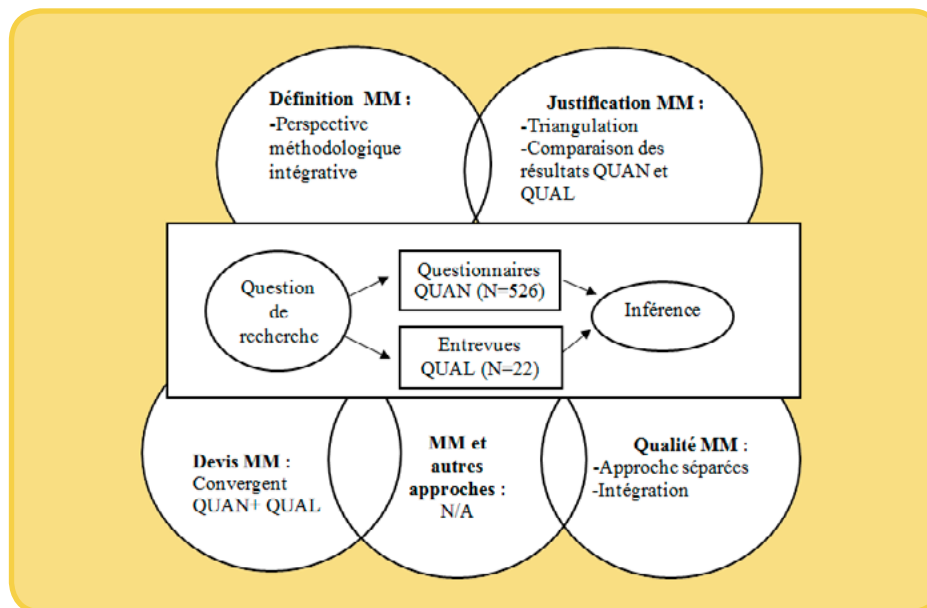 Définition MM :
-Perspective
méthodologique
intégrative
Justification MM :
-Triangulation
-Comparaison des
résultats QUAN et
QUAL
Question
de
recherche
Questionnaires
QUAN (N=526)
Entrevues
QUAL (N=22)
Inférence
Devis MM :
Convergent
QUAN+ QUAL
MM et
autres
approches :
N/A
Qualité MM :
-Approche séparées
-Intégration